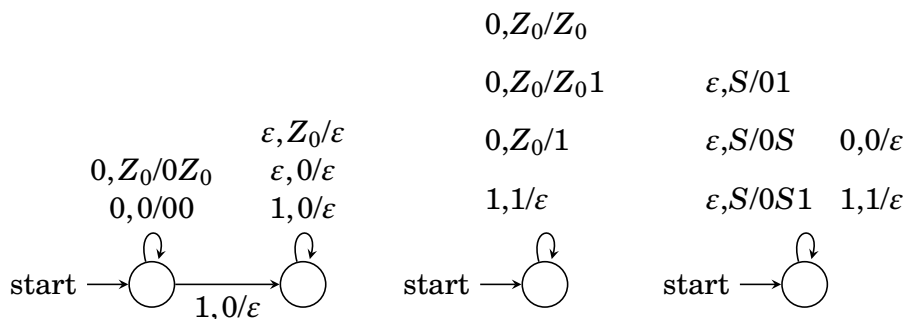 0,Z₀/Z₀
0,Z₀/Z₀1 ε,S/01
ε,Z₀/ε 0,Z₀/1 ε,S/0S 0,0/ε
0,Z₀/0Z₀ ε,0/ε
0,0/00 1,0/ε 1,1/ε ε,S/0S1 1,1/ε
start start start
1,0/ε